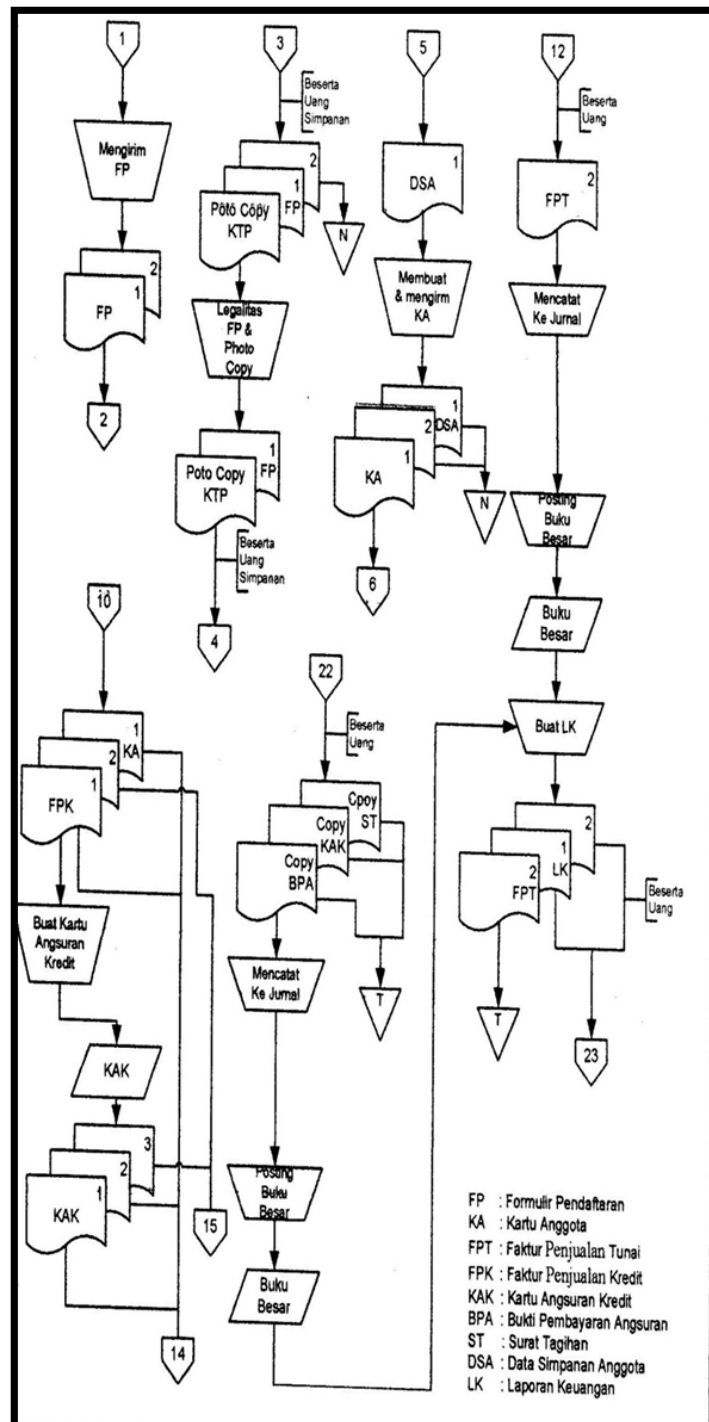 1
Mengirim
FP
2
1
FP
2
3
Beserta
Uang
Simpanan
2
1
FP
Poto Copy
KTP
N
Legalitas
FP &
Photo
Copy
1
FP
Poto Copy
KTP
Beserta
Uang
Simpanan
4
5
1
DSA
Membuat
& mengirm
KA
1
DSA
2
1
KA
N
6
12
Beserta
Uang
2
FPT
Mencatat
Ke Jurnal
Posting
Buku
Besar
Buku
Besar
Buat LK
2
1
LK
2
FPT
Beserta
Uang
T
23
10
1
KA
2
1
FPK
Buat Kartu
Angsuran
Kredit
KAK
3
2
1
KAK
15
14
22
Beserta
Uang
Cpoy
ST
Copy
KAK
Copy
BPA
T
Mencatat
Ke Jurnal
Posting
Buku
Besar
Buku
Besar
FP : Formulir Pendaftaran
KA : Kartu Anggota
FPT : Faktur Penjualan Tunai
FPK : Faktur Penjualan Kredit
KAK : Kartu Angsuran Kredit
BPA : Bukti Pembayaran Angsuran
ST : Surat Tagihan
DSA : Data Simpanan Anggota
LK : Laporan Keuangan